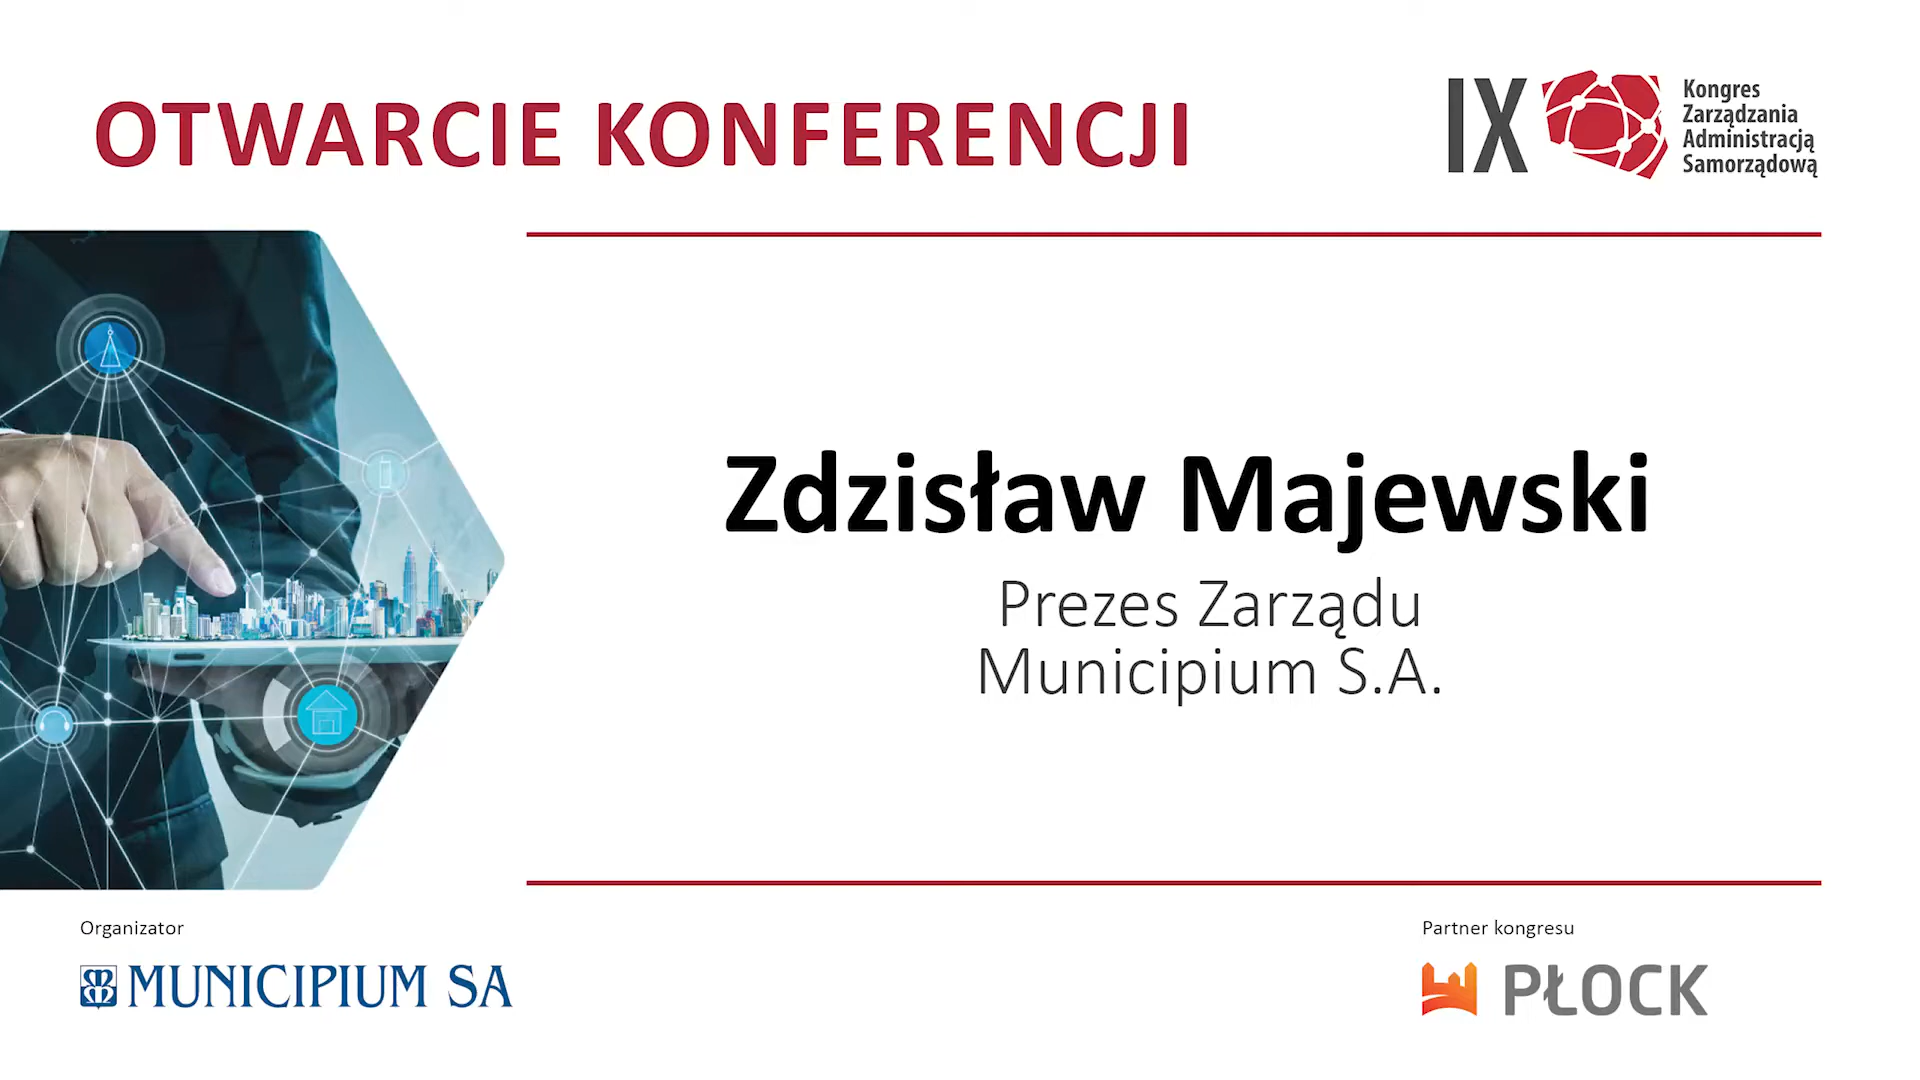 OTWARCIE KONFERENCJI
IX
Kongres
Zarządzania
Administracją
Samorządową
Zdzisław Majewski
Prezes Zarządu
Municipium S.A.
Organizator
MUNICIPIUM SA
Partner kongresu
PŁOCK